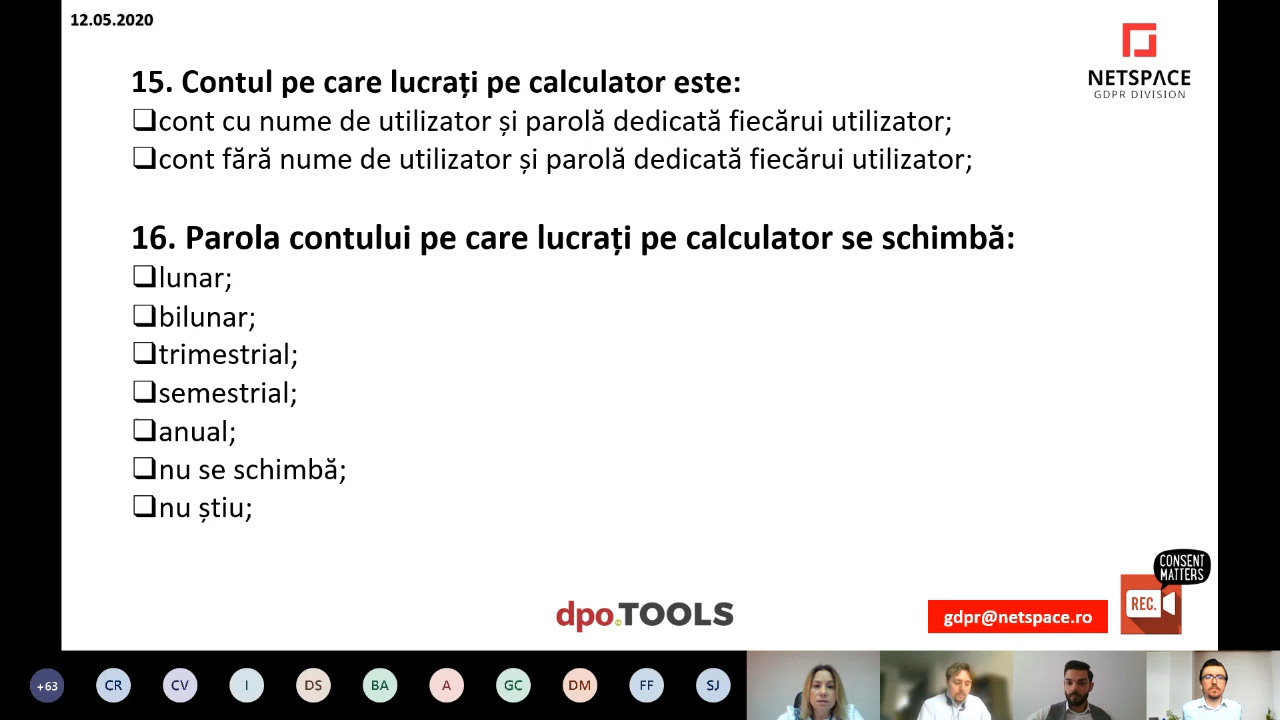 12.05.2020
NETSPACE
GDPR DIVISION
15. Contul pe care lucrați pe calculator este:
❑cont cu nume de utilizator și parolă dedicată fiecărui utilizator;
❑cont fără nume de utilizator și parolă dedicată fiecărui utilizator;
16. Parola contului pe care lucrați pe calculator se schimbă:
❑lunar;
❑bilunar;
❑trimestrial;
❑semestrial;
❑anual;
❑nu se schimbă;
❑nu știu;
CONSENT
MATTERS
REC.
dpo.TOOLS
gdpr@netspace.ro
+63 CR CV I DS BA A GC DM FF SJ